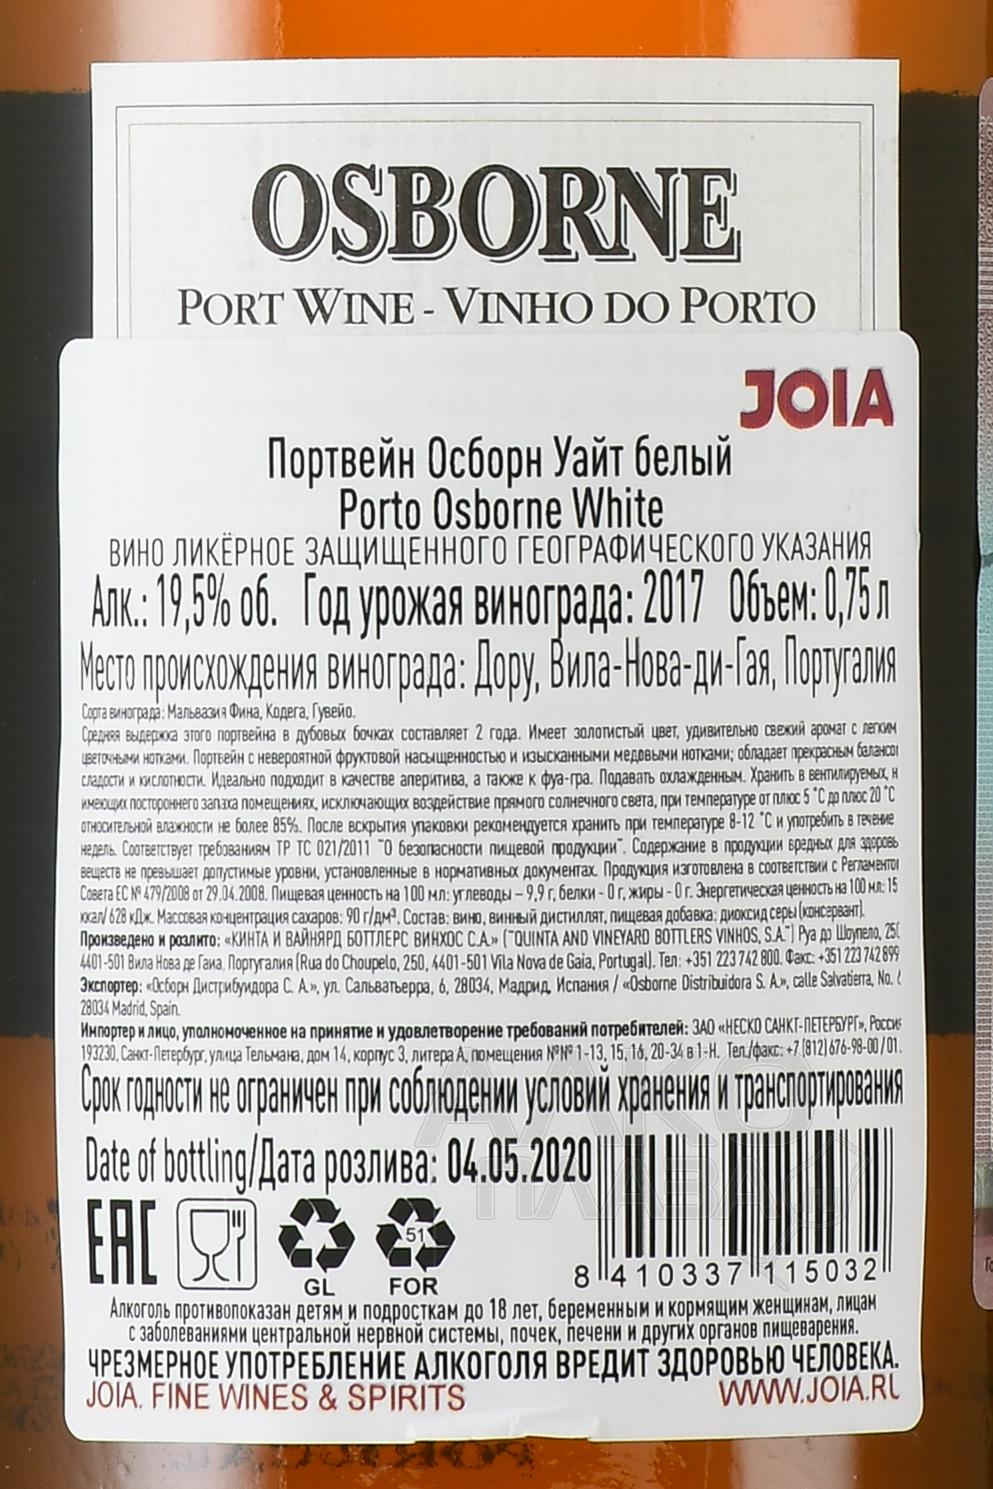 OSBORNE
PORT WINE - VINHO DO PORTO
JOIA
Портвейн Осборн Уайт белый
Porto Osborne White
ВИНО ЛИКЁРНОЕ ЗАЩИЩЕННОГО ГЕОГРАФИЧЕСКОГО УКАЗАНИЯ
Алк.: 19,5% об. Год урожая винограда: 2017 Объем: 0,75 л
Место происхождения винограда: Дору, Вила-Нова-ди-Гая, Португалия
Сорта винограда: Мальвазия Фина, Кодега, Гувейо.
Средняя выдержка этого портвейна в дубовых бочках составляет 2 года. Имеет золотистый цвет, удивительно свежий аромат с легким
цветочными нотками. Портвейн с невероятной фруктовой насыщенностью и изысканными медовыми нотками; обладает прекрасным балансо
сладости и кислотности. Идеально подходит в качестве аперитива, а также к фуа-гра. Подавать охлажденным. Хранить в вентилируемых, н
имеющих постороннего запаха помещениях, исключающих воздействие прямого солнечного света, при температуре от плюс 5 °С до плюс 20 °С
относительной влажности не более 85%. После вскрытия упаковки рекомендуется хранить при температуре 8-12 °С и употребить в течение
недель. Соответствует требованиям ТР ТС 021/2011 "О безопасности пищевой продукции". Содержание в продукции вредных для здоровь
веществ не превышает допустимые уровни, установленные в нормативных документах. Продукция изготовлена в соответствии с Регламенто
Совета ЕС № 479/2008 от 29.04.2008. Пищевая ценность на 100 мл: углеводы – 9,9 г, белки - 0 г, жиры - 0 г. Энергетическая ценность на 100 мл: 15
ккал/ 628 кДж. Массовая концентрация сахаров: 90 г/дм³. Состав: вино, винный дистиллят, пищевая добавка: диоксид серы (консервант).
Произведено и розлито: «КИНТА И ВАЙНЯРД БОТТЛЕРС ВИНХОС С.А.» ("QUINTA AND VINEYARD BOTTLERS VINHOS, S.A.") Руа до Шоупело, 250
4401-501 Вила Нова де Гаиа, Португалия (Rua do Choupelo, 250, 4401-501 Vila Nova de Gaia, Portugal). Тел: +351 223 742 800. Факс: +351 223 742 899
Экспортер: «Осборн Дистрибуидора С. А.», ул. Сальватьерра, 6, 28034, Мадрид, Испания / «Osborne Distribuidora S. A.», calle Salvatierra, No. 6
28034 Madrid, Spain.
Импортер и лицо, уполномоченное на принятие и удовлетворение требований потребителей: ЗАО «НЕСКО САНКТ-ПЕТЕРБУРГ», Россия
193230, Санкт-Петербург, улица Тельмана, дом 14, корпус 3, литера А, помещения №№ 1-13, 15, 16, 20-34 в 1-Н. Тел./факс: +7 (812) 676-98-00 / 01.
Срок годности не ограничен при соблюдении условий хранения и транспортирования
Date of bottling/Дата розлива: 04.05.2020
EAC
51
GL FOR
8 410337 115032
АЛКО ПЛАВА
Алкоголь противопоказан детям и подросткам до 18 лет, беременным и кормящим женщинам, лицам
с заболеваниями центральной нервной системы, почек, печени и других органов пищеварения.
ЧРЕЗМЕРНОЕ УПОТРЕБЛЕНИЕ АЛКОГОЛЯ ВРЕДИТ ЗДОРОВЬЮ ЧЕЛОВЕКА.
JOIA. FINE WINES & SPIRITS WWW.JOIA.RU